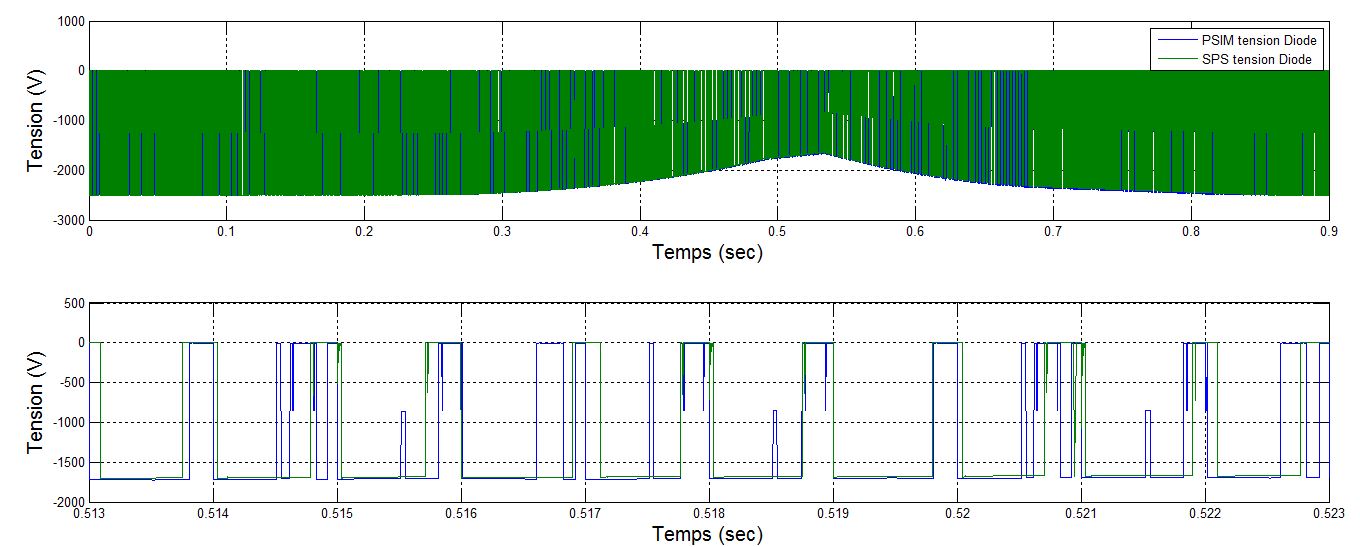 1000
0
-1000
-2000
-3000
Tension (V)
PSIM tension Diode
SPS tension Diode
0 0.1 0.2 0.3 0.4 0.5 0.6 0.7 0.8 0.9
Temps (sec)
500
0
-500
-1000
-1500
-2000
Tension (V)
0.513 0.514 0.515 0.516 0.517 0.518 0.519 0.52 0.521 0.522 0.523
Temps (sec)